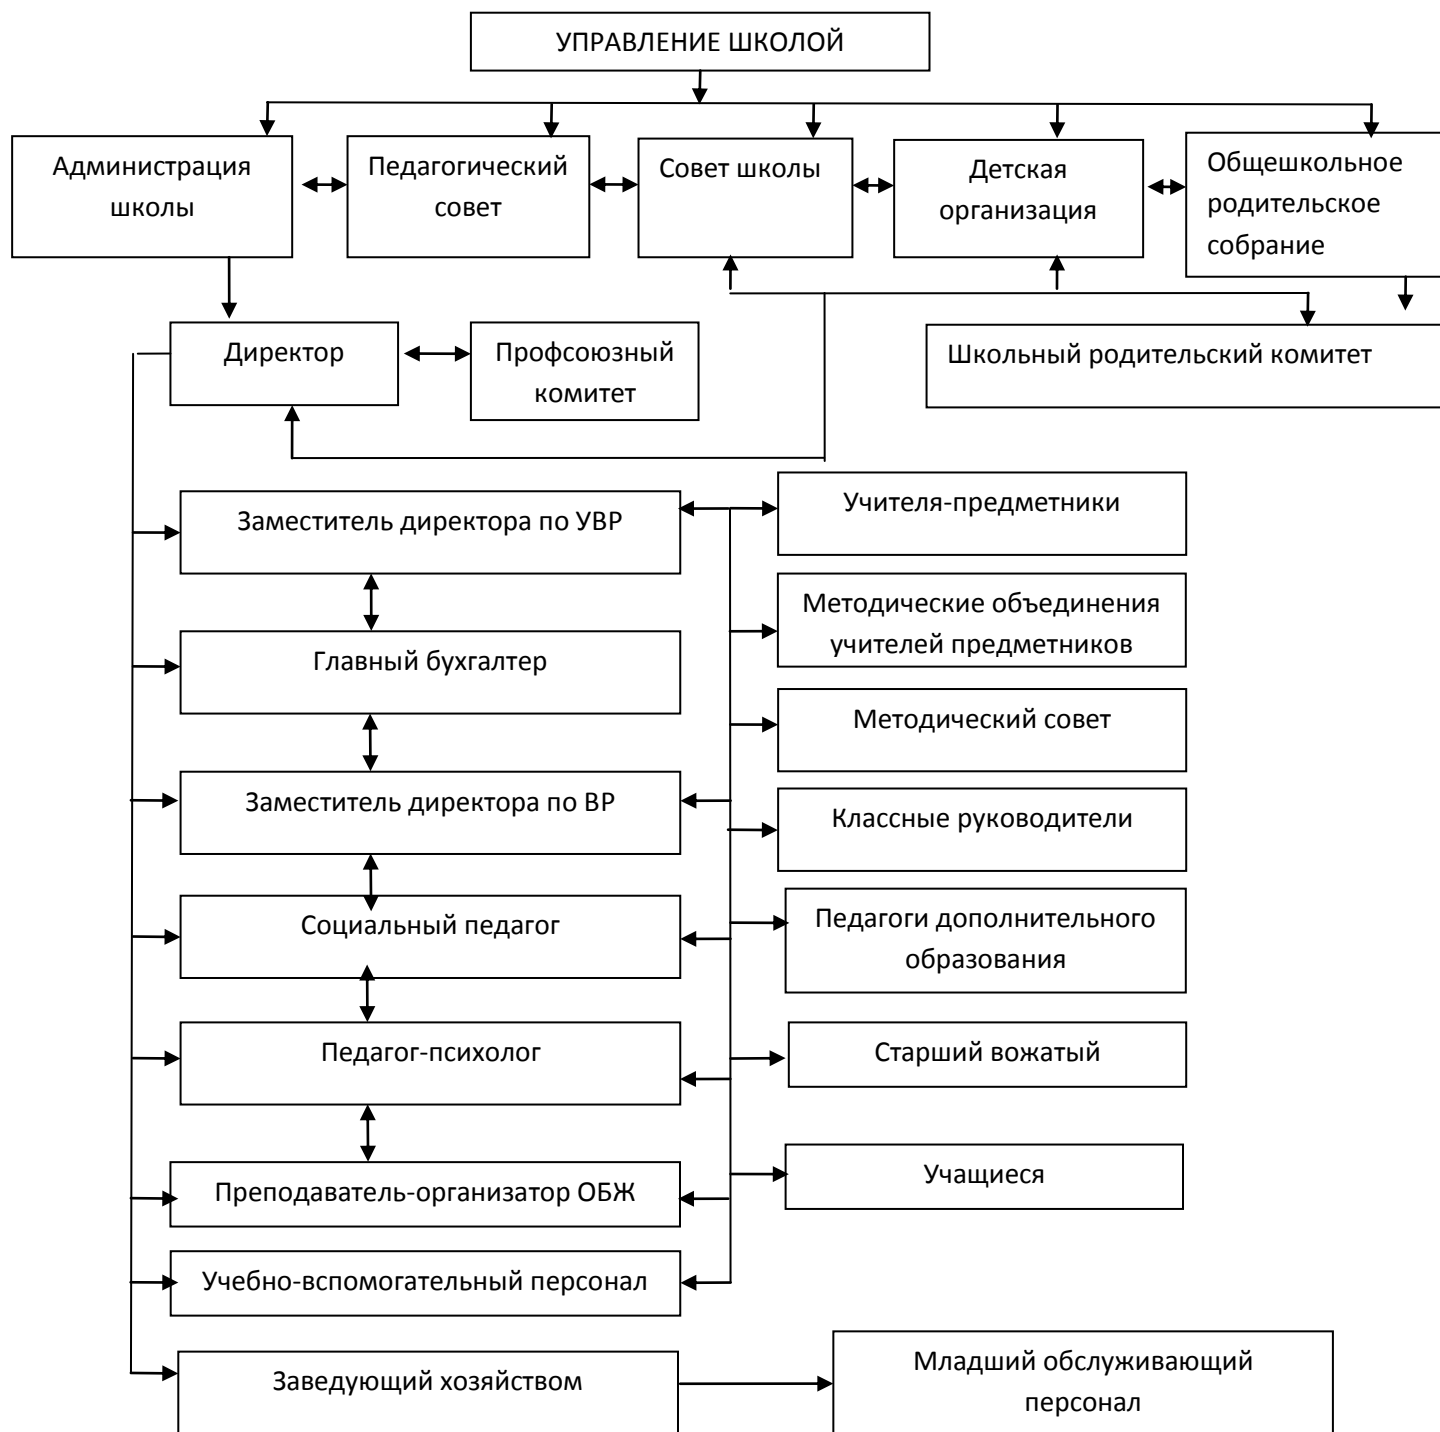 УПРАВЛЕНИЕ ШКОЛОЙ
Администрация
школы
Педагогический
совет
Совет школы
Детская
организация
Общешкольное
родительское
собрание
Директор
Профсоюзный
комитет
Школьный родительский комитет
Заместитель директора по УВР
Учителя-предметники
Методические объединения
учителей предметников
Главный бухгалтер
Методический совет
Заместитель директора по ВР
Классные руководители
Социальный педагог
Педагоги дополнительного
образования
Педагог-психолог
Старший вожатый
Преподаватель-организатор ОБЖ
Учащиеся
Учебно-вспомогательный персонал
Заведующий хозяйством
Младший обслуживающий
персонал